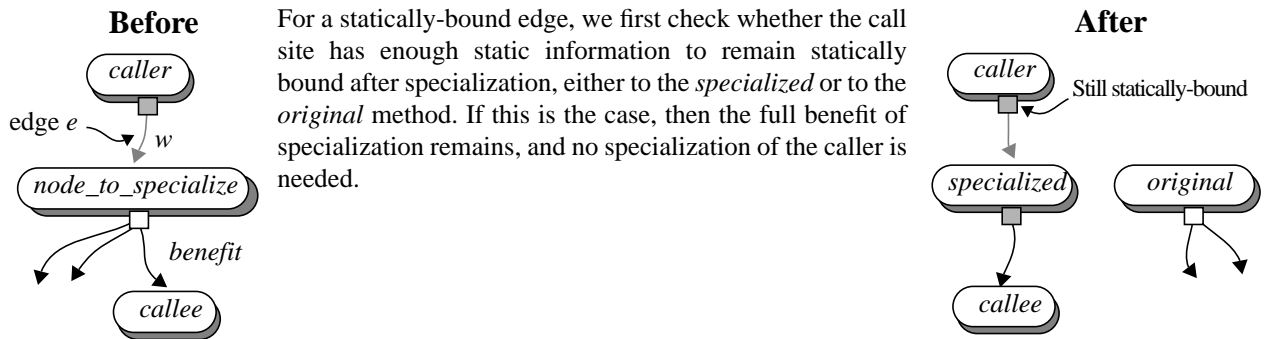 Before
caller
edge e
w
node_to_specialize
benefit
callee
For a statically-bound edge, we first check whether the call
site has enough static information to remain statically
bound after specialization, either to the specialized or to the
original method. If this is the case, then the full benefit of
specialization remains, and no specialization of the caller is
needed.
After
caller
Still statically-bound
specialized
original
callee